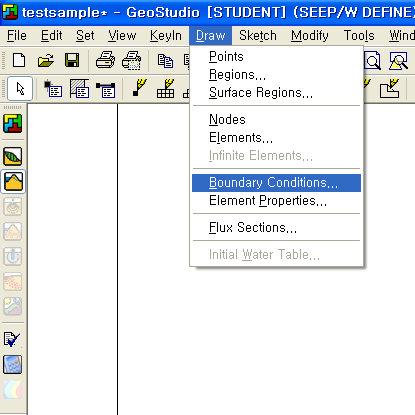 testsample* - GeoStudio [STUDENT] (SEEP/W DEFINE)
File Edit Set View KeyIn Draw Sketch Modify Tools
Points
Regions...
Surface Regions...
Nodes
Elements...
Infinite Elements...
Boundary Conditions...
Element Properties...
Flux Sections...
Initial Water Table...